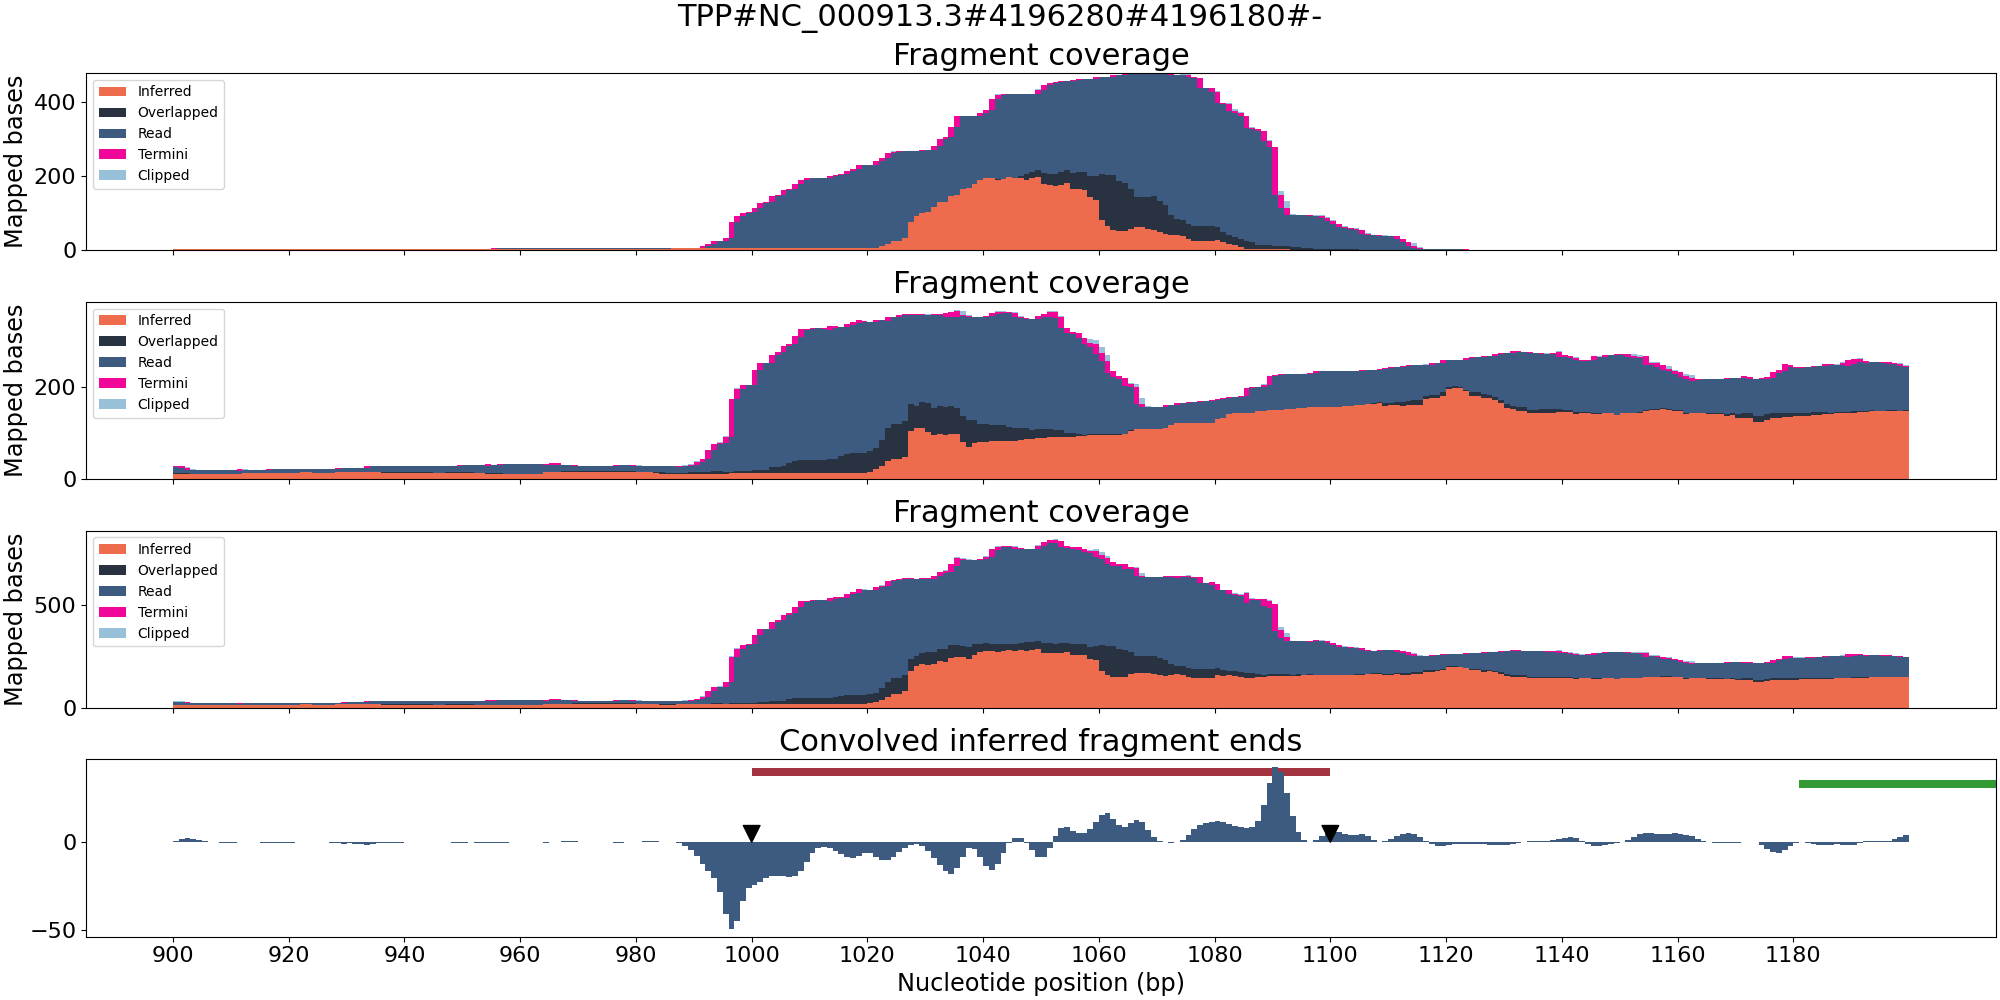 TPP#NC_000913.3#4196280#4196180#-
Fragment coverage
Mapped bases
400
200
0
Inferred
Overlapped
Read
Termini
Clipped
Fragment coverage
Mapped bases
200
0
Inferred
Overlapped
Read
Termini
Clipped
Fragment coverage
Mapped bases
500
0
Inferred
Overlapped
Read
Termini
Clipped
Convolved inferred fragment ends
0
−50
900 920 940 960 980 1000 1020 1040 1060 1080 1100 1120 1140 1160 1180
Nucleotide position (bp)